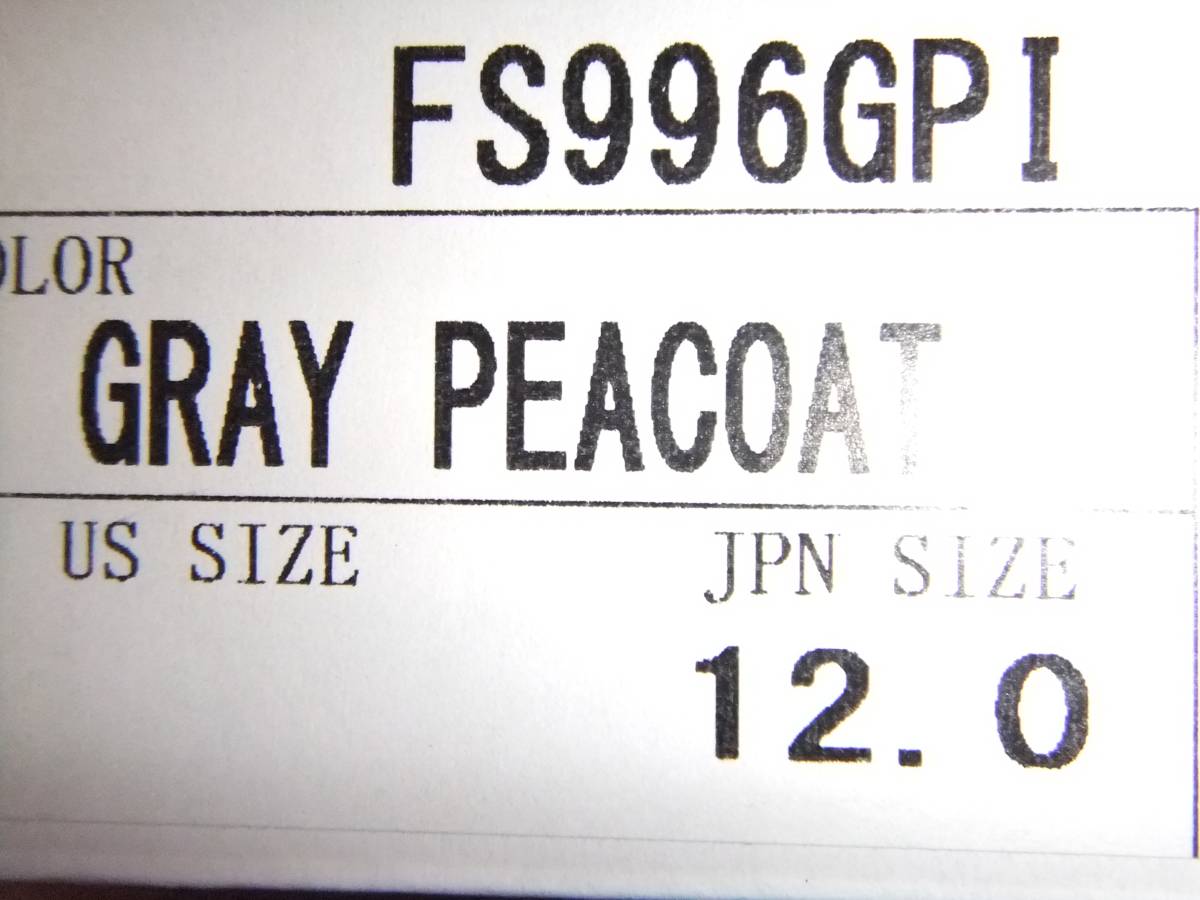 FS996GPI
OLOR
GRAY PEACOAT
US SIZE JPN SIZE
12.0